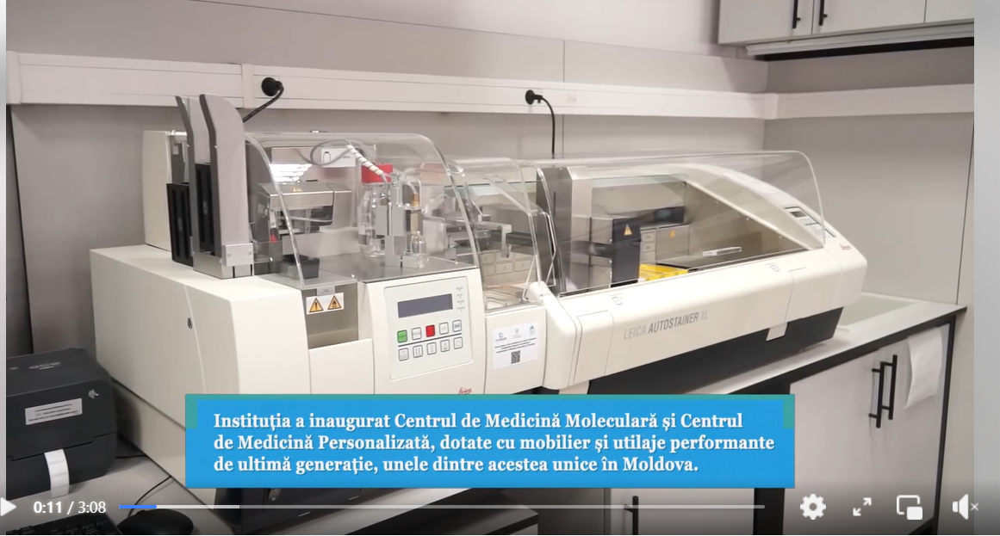 LEICA AUTOSTAINER XL
Leica
Instituția a inaugurat Centrul de Medicină Moleculară și Centrul
de Medicină Personalizată, dotate cu mobilier și utilaje performante
de ultimă generație, unele dintre acestea unice în Moldova.
0:11 / 3:08